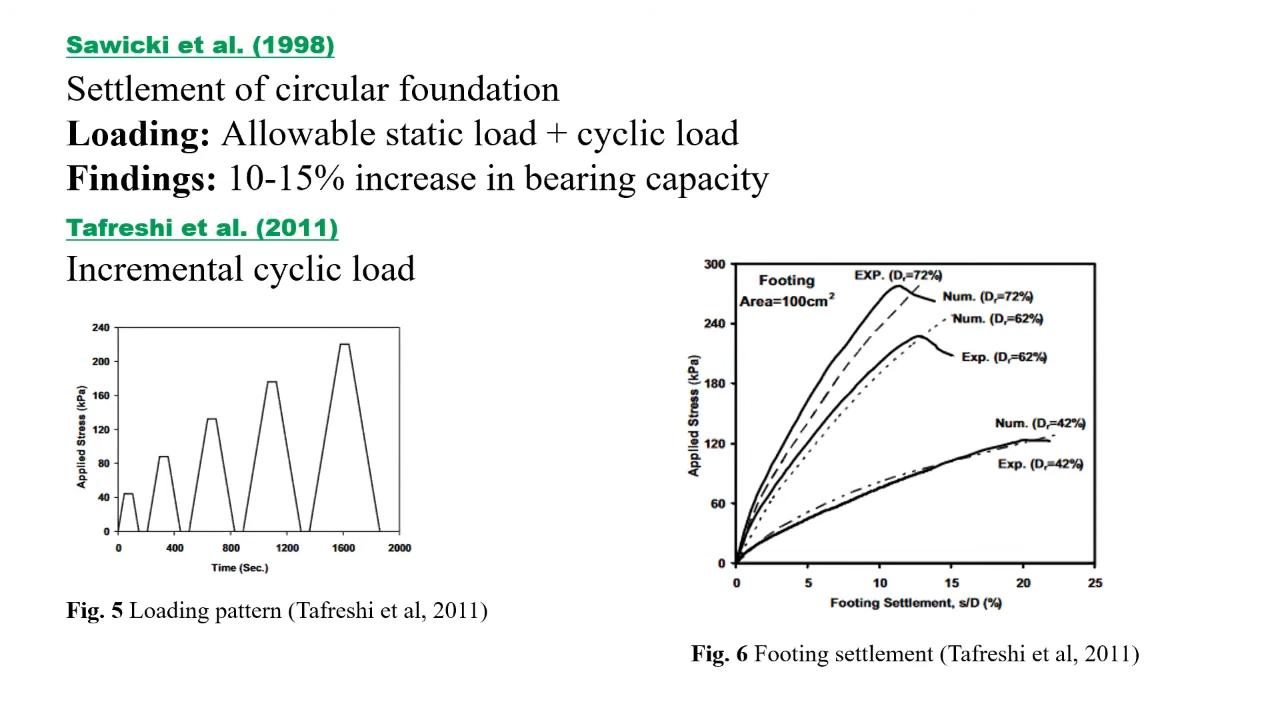 Sawicki et al. (1998)
Settlement of circular foundation
Loading: Allowable static load + cyclic load
Findings: 10-15% increase in bearing capacity
Tafreshi et al. (2011)
Incremental cyclic load
240
200
160
120
80
40
0
Applied Stress (kPa)
0 400 800 1200 1600 2000
Time (Sec.)
Fig. 5 Loading pattern (Tafreshi et al, 2011)
300
240
180
120
60
0
Applied Stress (kPa)
Footing
Area=100cm²
EXP. (Dᵣ=72%)
Num. (Dᵣ=72%)
Num. (Dᵣ=62%)
Exp. (Dᵣ=62%)
Num. (Dᵣ=42%)
Exp. (Dᵣ=42%)
0 5 10 15 20 25
Footing Settlement, s/D (%)
Fig. 6 Footing settlement (Tafreshi et al, 2011)